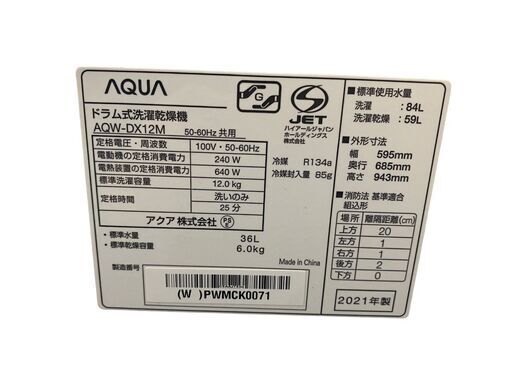 AQUA
G
S
JET
ハイアールジャパン
ホールディングス
株式会社
ドラム式洗濯乾燥機
AQW-DX12M 50-60Hz 共用
定格電圧・周波数 100V・50-60Hz
電動機の定格消費電力 240 W
電熱装置の定格消費電力 640 W
標準洗濯容量 12.0kg
定格時間 洗いのみ
25分
冷媒 R134a
冷媒封入量 85g
アクア株式会社 PSE
・標準水量 36L
・標準乾燥容量 6.0kg
Made in China
製造番号
(W )PWMCK0071
■標準使用水量
洗濯 : 84L
洗濯乾燥 : 59L
■外形寸法
幅 595mm
奥行 685mm
高さ 943mm
■消防法 基準適合
組込形
場所 離隔距離(cm)
上方 20
左方 1
右方 1
後方 2
下方 0
2021年製